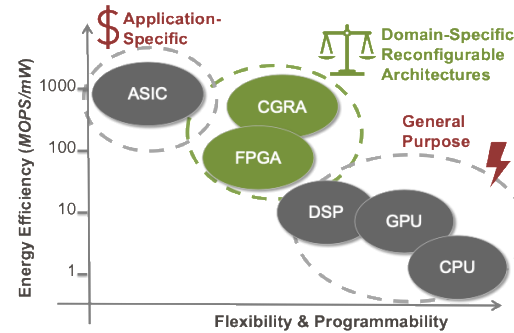 $ Application-
Specific
Domain-Specific
Reconfigurable
Architectures
Energy Efficiency (MOPS/mW)
1000
100
10
1
ASIC
CGRA
FPGA
General
Purpose
DSP
GPU
CPU
Flexibility & Programmability